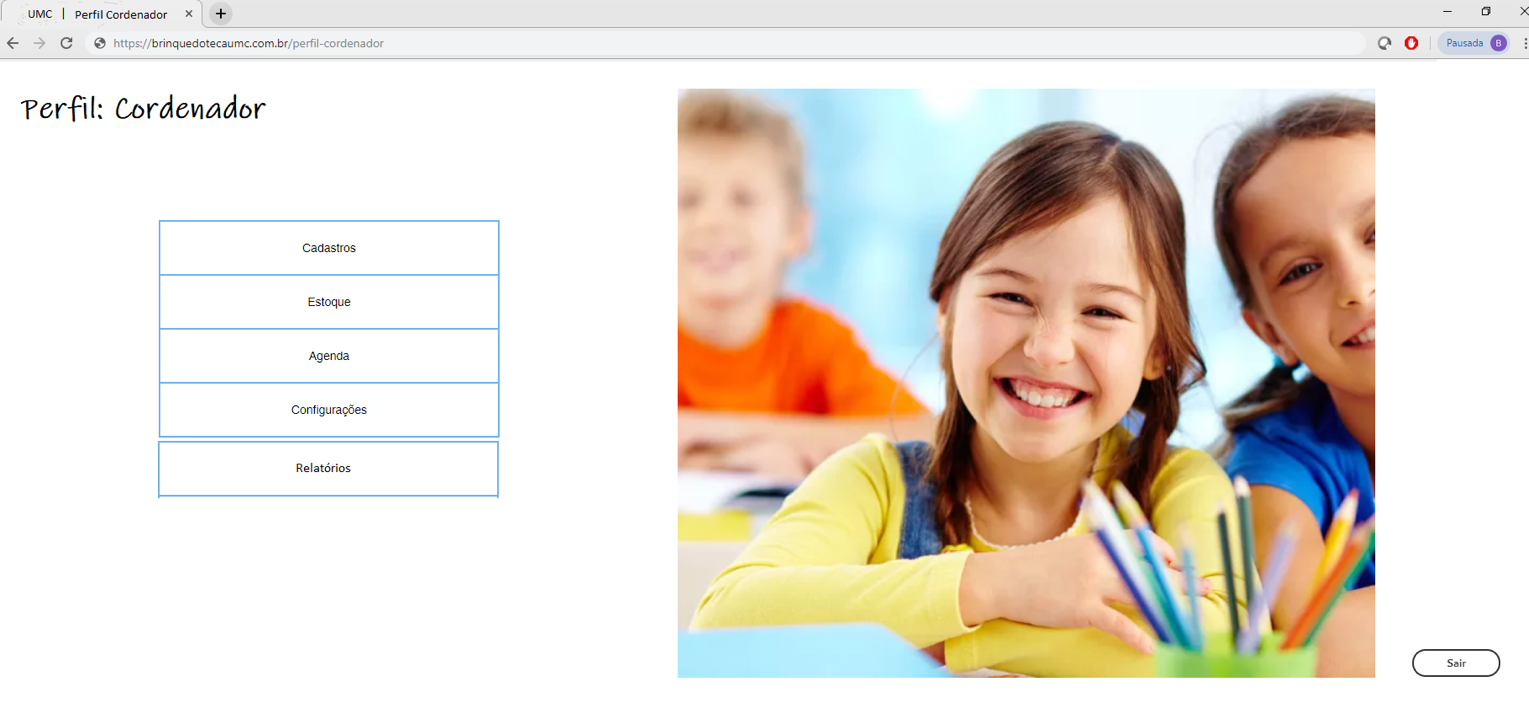 UMC | Perfil Cordenador
https://brinquedotecaumc.com.br/perfil-cordenador
Pausada B
Perfil: Cordenador
Cadastros
Estoque
Agenda
Configurações
Relatórios
Sair